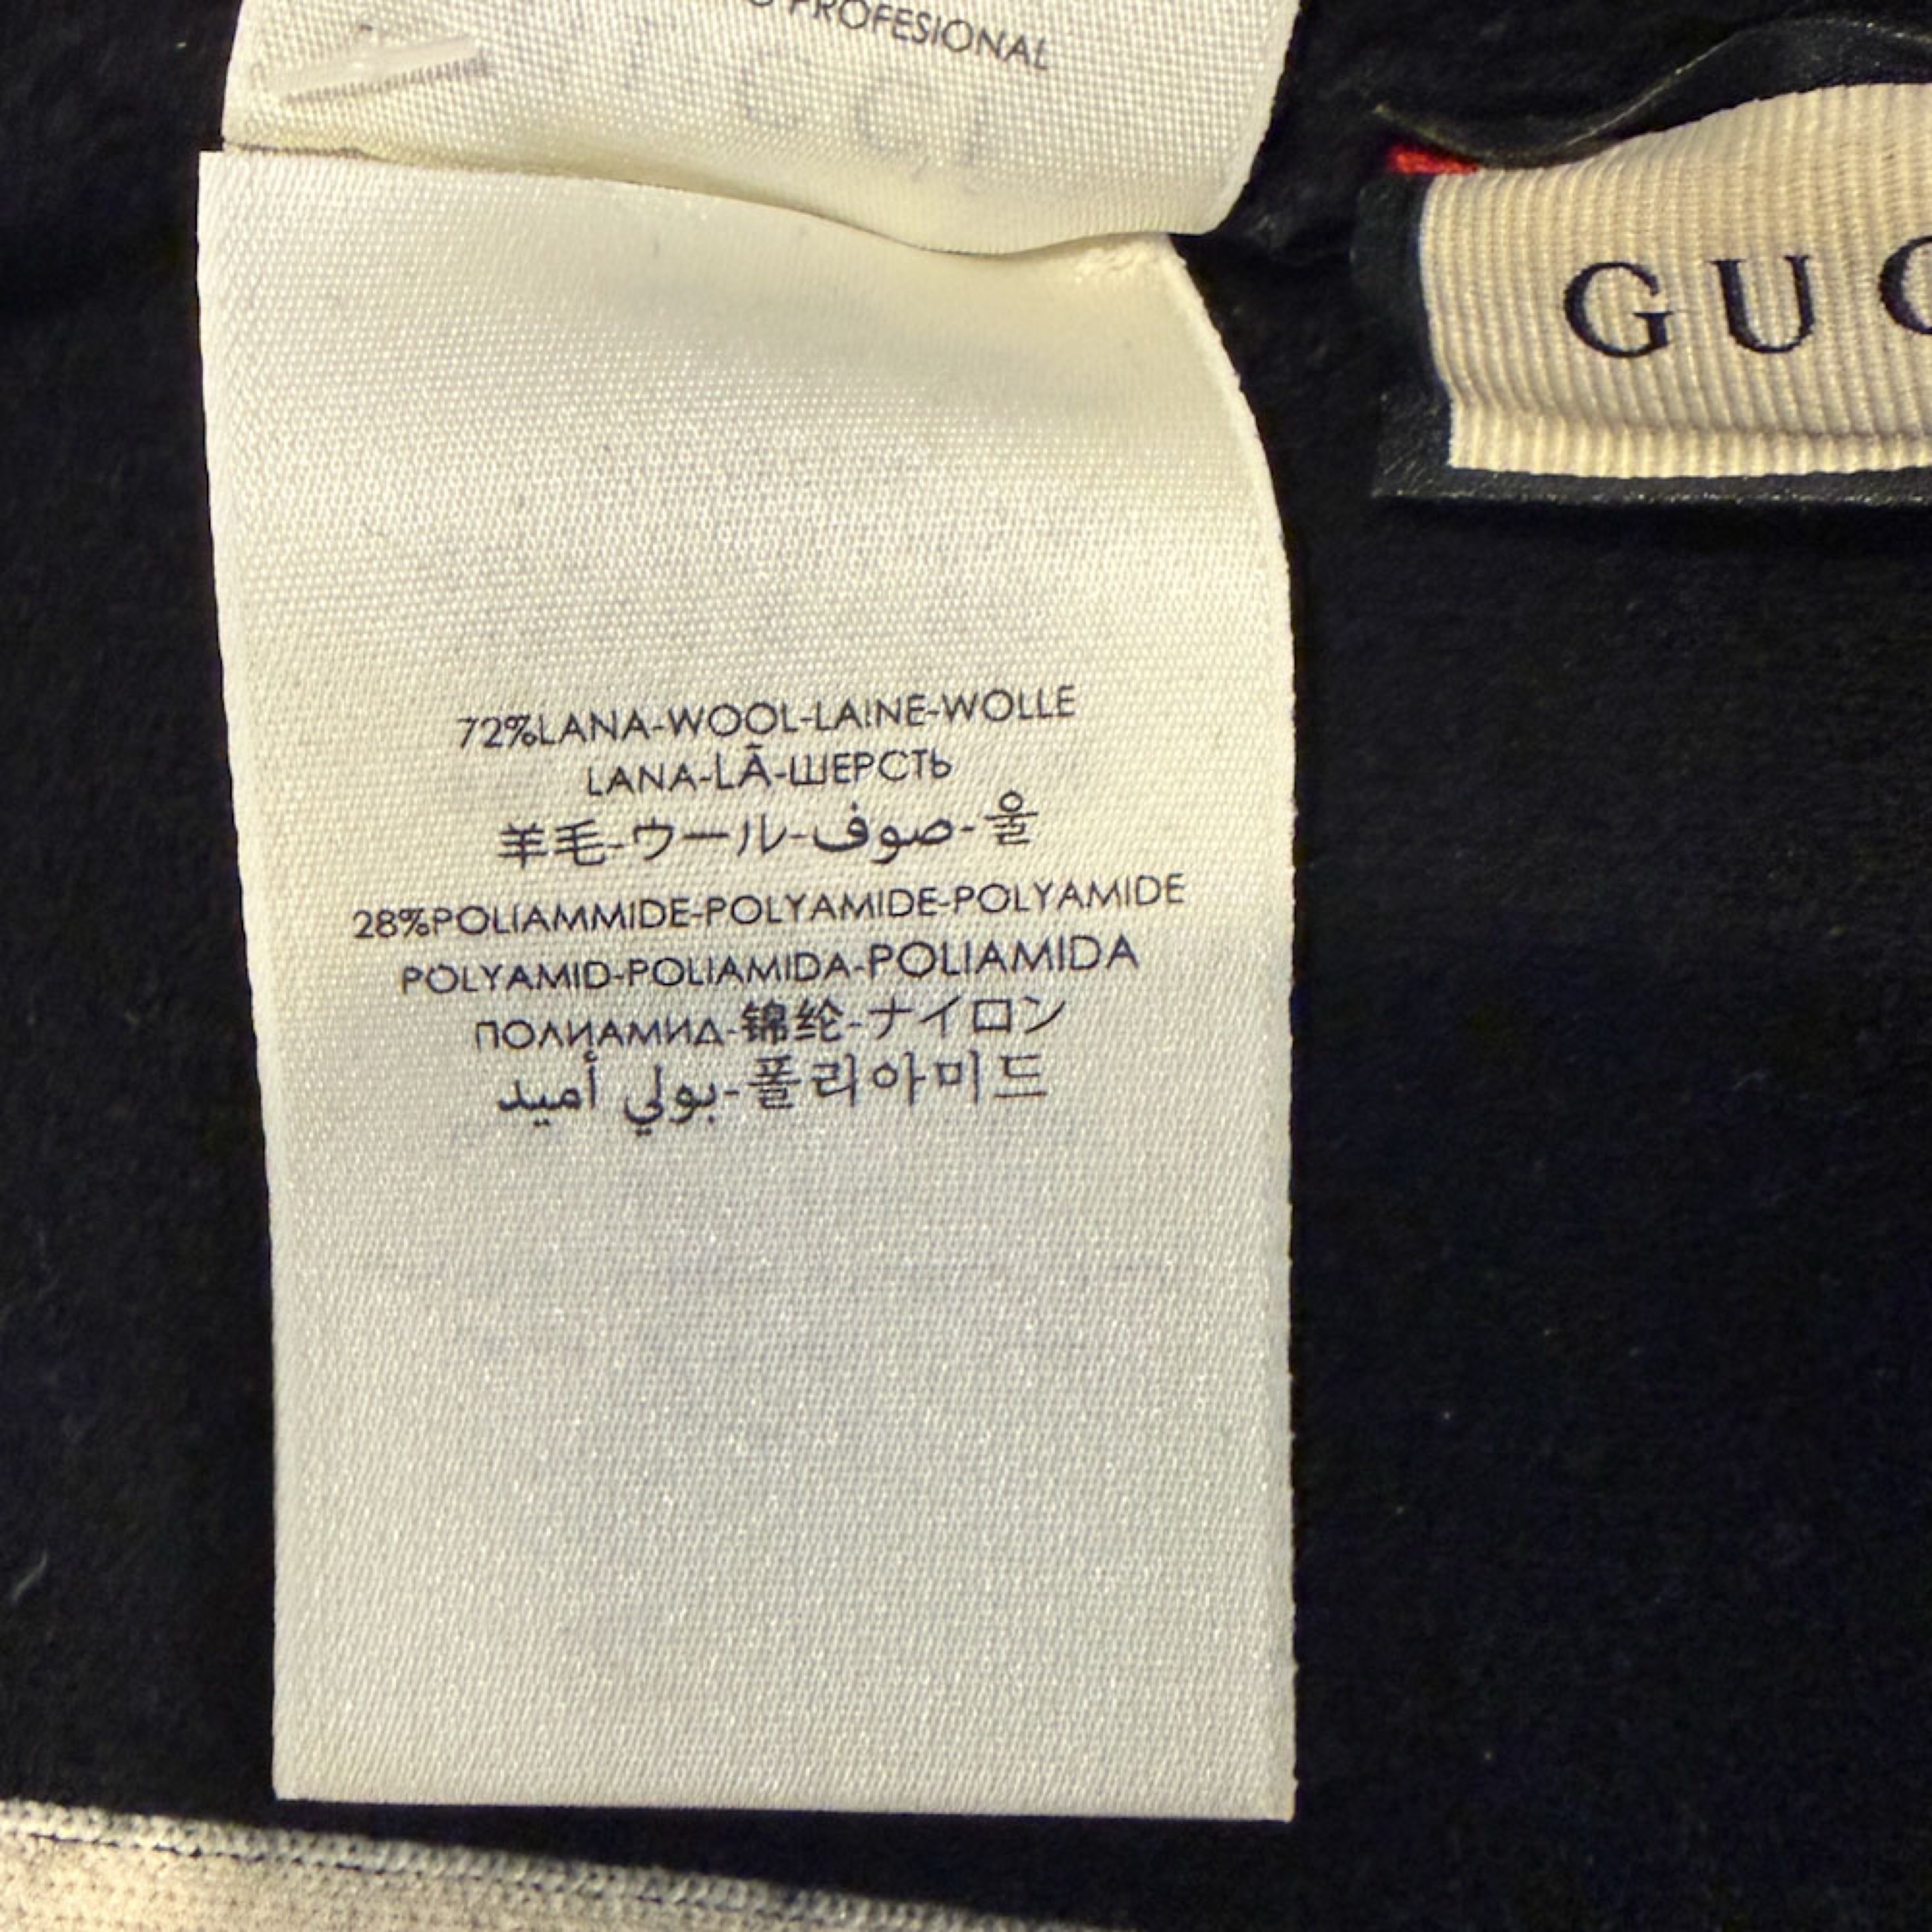 PROFESIONAL
GUC
72%LANA-WOOL-LAINE-WOLLE
LANA-LÃ-ШЕРСТЬ
羊毛-ウール-صوف-울
28%POLIAMMIDE-POLYAMIDE-POLYAMIDE
POLYAMID-POLIAMIDA-POLIAMIDA
ПОЛИАМИД-锦纶-ナイロン
بولي أميد-폴리아미드